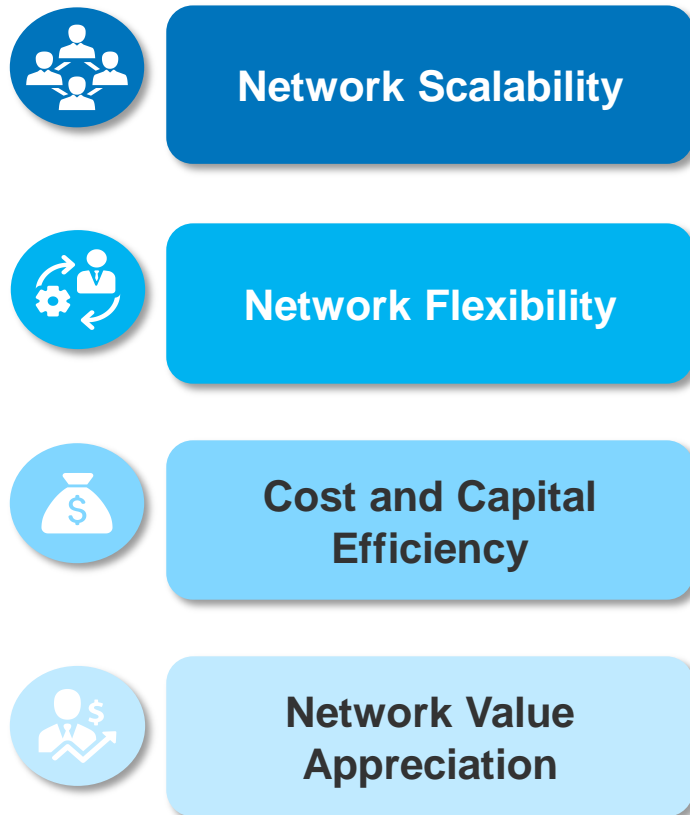 Network Scalability
Network Flexibility
$
Cost and Capital
Efficiency
$
Network Value
Appreciation